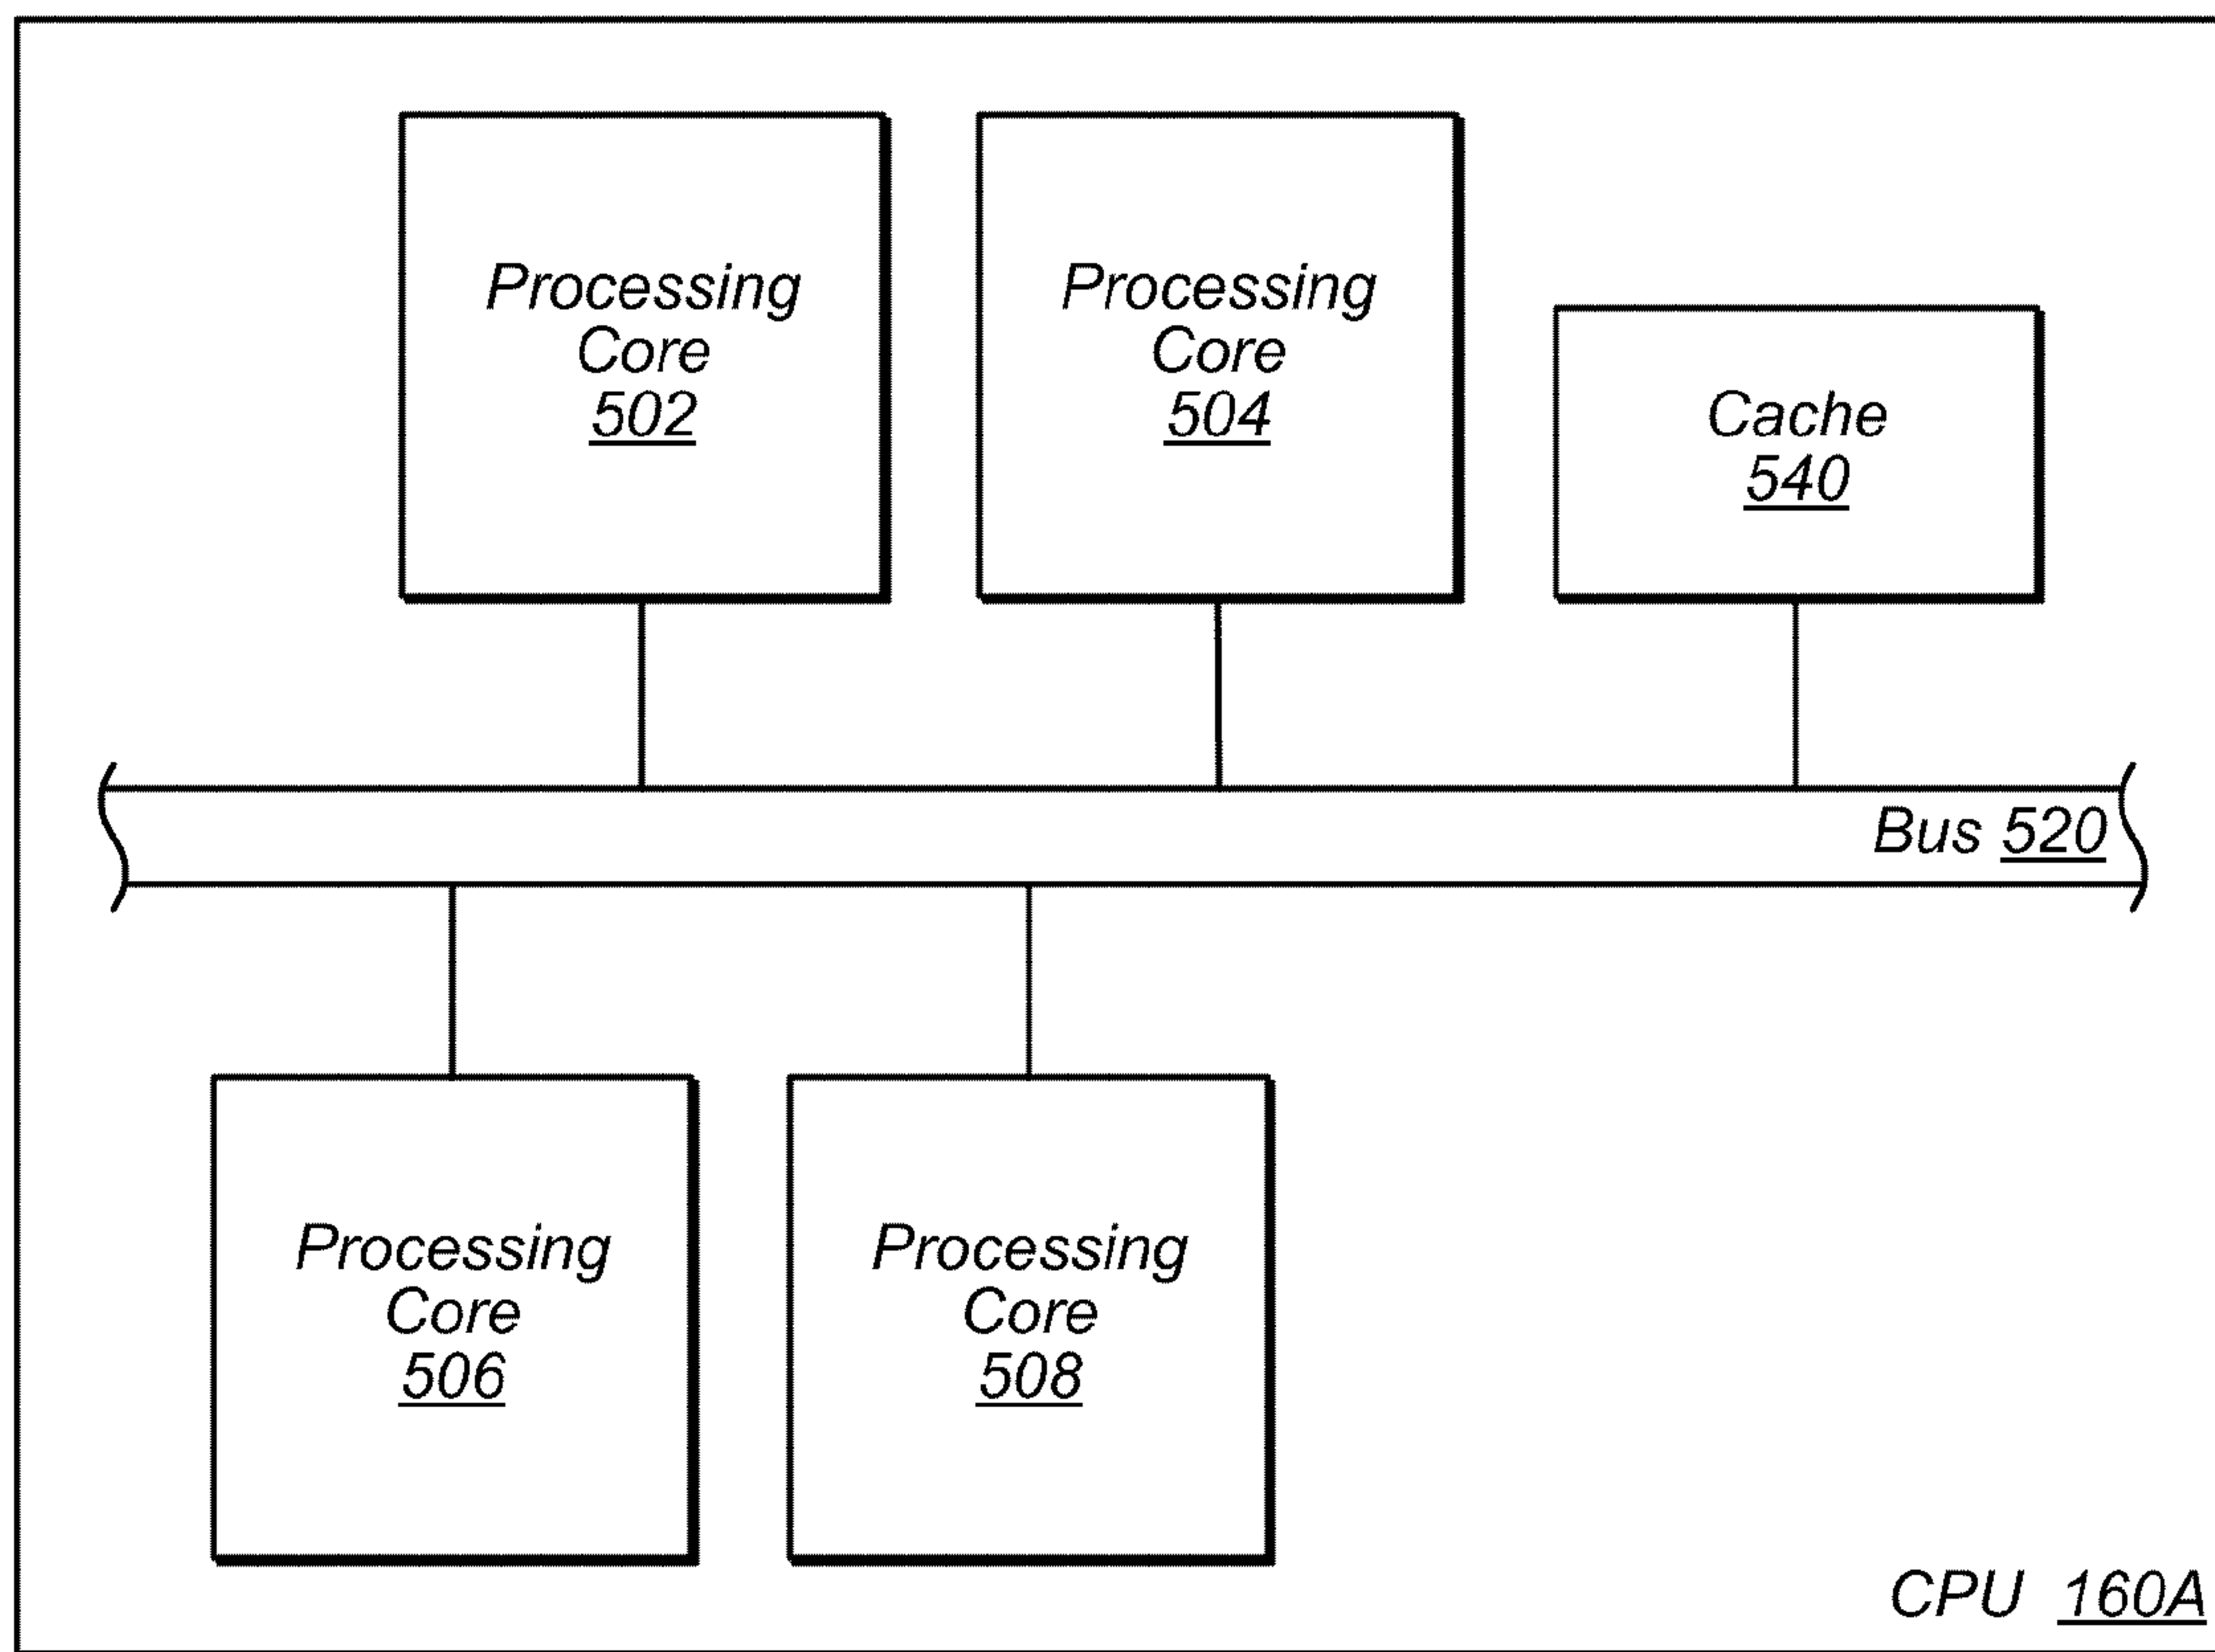 Processing
Core
502
Processing
Core
504
Cache
540
Bus 520
Processing
Core
506
Processing
Core
508
CPU 160A